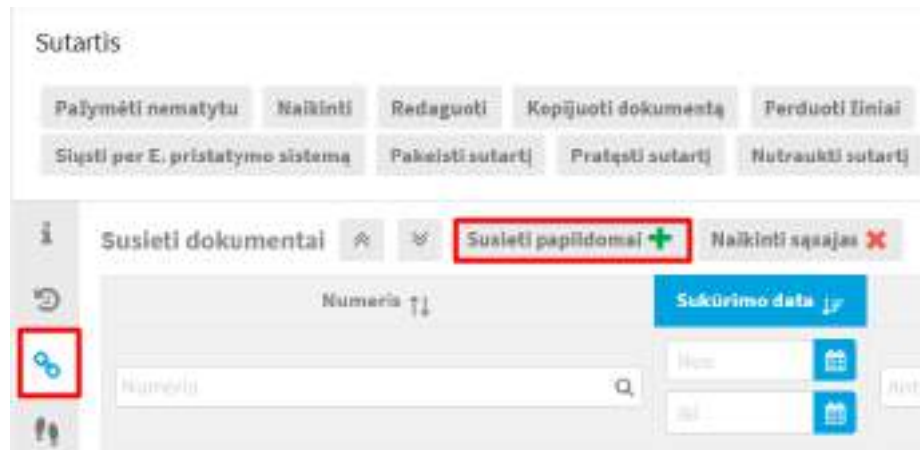 Sutartis
Pažymėti nematytu Naikinti Redaguoti Kopijuoti dokumentą Perduoti žiniai
Siųsti per E. pristatymo sistemą Pakeisti sutartį Pratęsti sutartį Nutraukti sutartį
Susieti dokumentai Susieti papildomai Naikinti sąsajas
Numeris Sukūrimo data
Nuo
Numeris
Iki